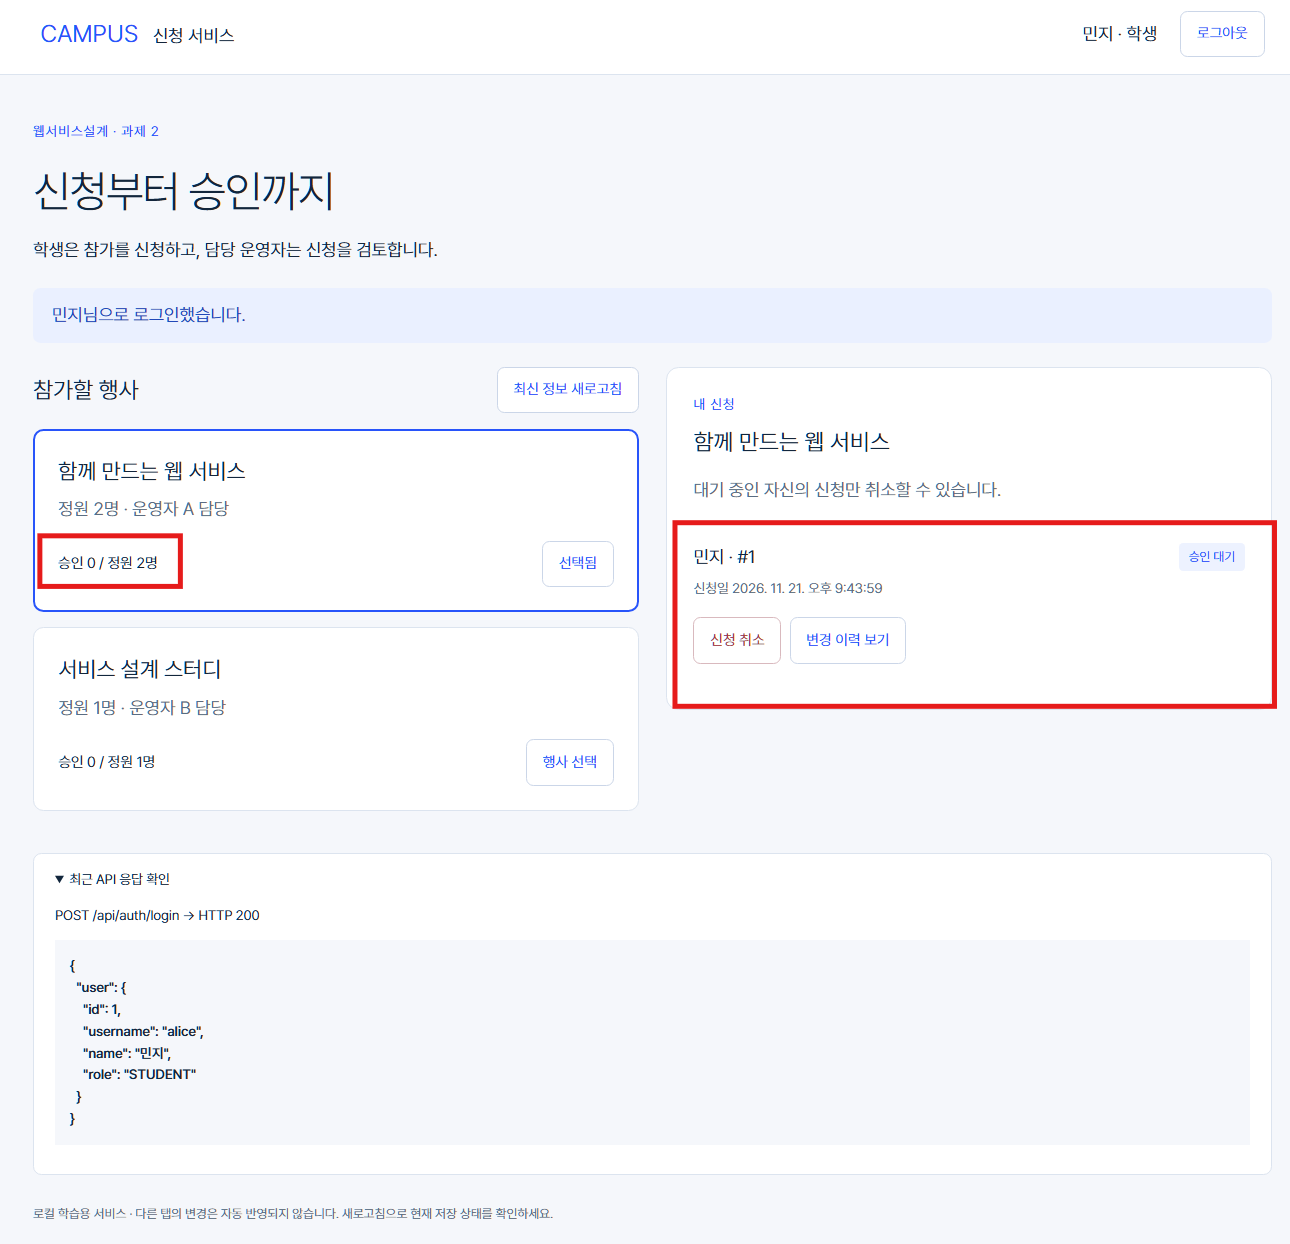 CAMPUS 신청 서비스
민지 · 학생
로그아웃
웹서비스설계 · 과제 2
신청부터 승인까지
학생은 참가를 신청하고, 담당 운영자는 신청을 검토합니다.
민지님으로 로그인했습니다.
참가할 행사
최신 정보 새로고침
함께 만드는 웹 서비스
정원 2명 · 운영자 A 담당
승인 0 / 정원 2명
선택됨
서비스 설계 스터디
정원 1명 · 운영자 B 담당
승인 0 / 정원 1명
행사 선택
내 신청
함께 만드는 웹 서비스
대기 중인 자신의 신청만 취소할 수 있습니다.
민지 · #1
승인 대기
신청일 2026. 11. 21. 오후 9:43:59
신청 취소
변경 이력 보기
▼ 최근 API 응답 확인
POST /api/auth/login → HTTP 200
{
"user": {
"id": 1,
"username": "alice",
"name": "민지",
"role": "STUDENT"
}
}
로컬 학습용 서비스 · 다른 탭의 변경은 자동 반영되지 않습니다. 새로고침으로 현재 저장 상태를 확인하세요.